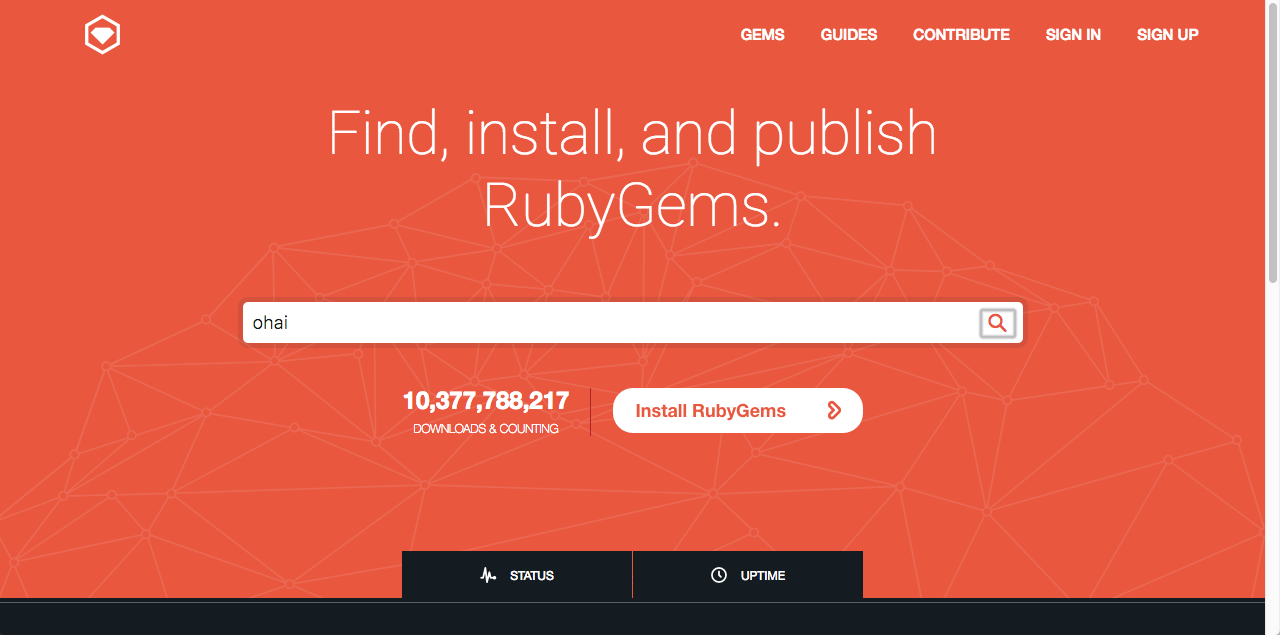 GEMS GUIDES CONTRIBUTE SIGN IN SIGN UP
Find, install, and publish
RubyGems.
ohai
10,377,788,217
DOWNLOADS & COUNTING
Install RubyGems
STATUS
UPTIME